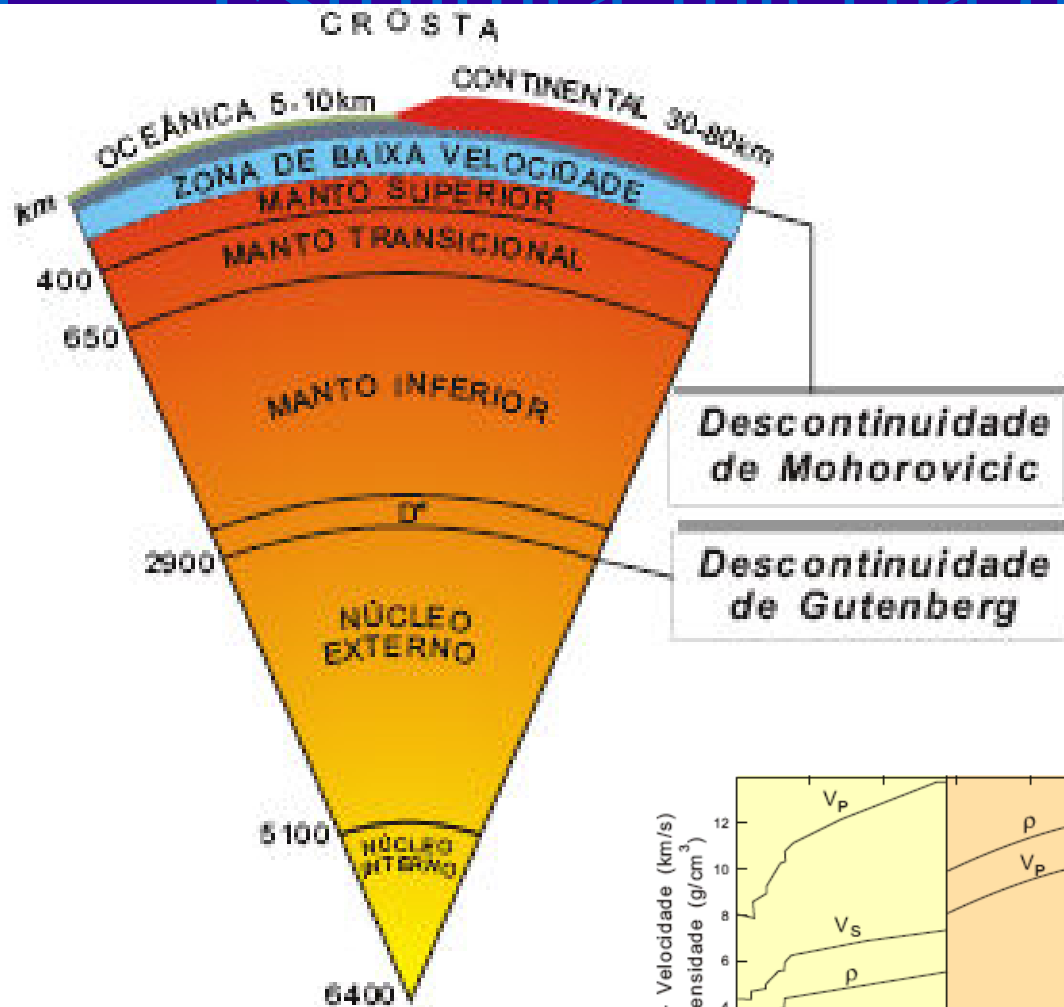 CROSTA
OCEÂNICA 5-10km
CONTINENTAL 30-80km
km
ZONA DE BAIXA VELOCIDADE
MANTO SUPERIOR
MANTO TRANSICIONAL
400
650
MANTO INFERIOR
Descontinuidade
de Mohorovicic
D"
2900
Descontinuidade
de Gutenberg
NÚCLEO
EXTERNO
5100
NÚCLEO
INTERNO
6400
Velocidade (km/s)
ensidade (g/cm³)
12
10
8
6
4
VP
VS
ρ
ρ
VP